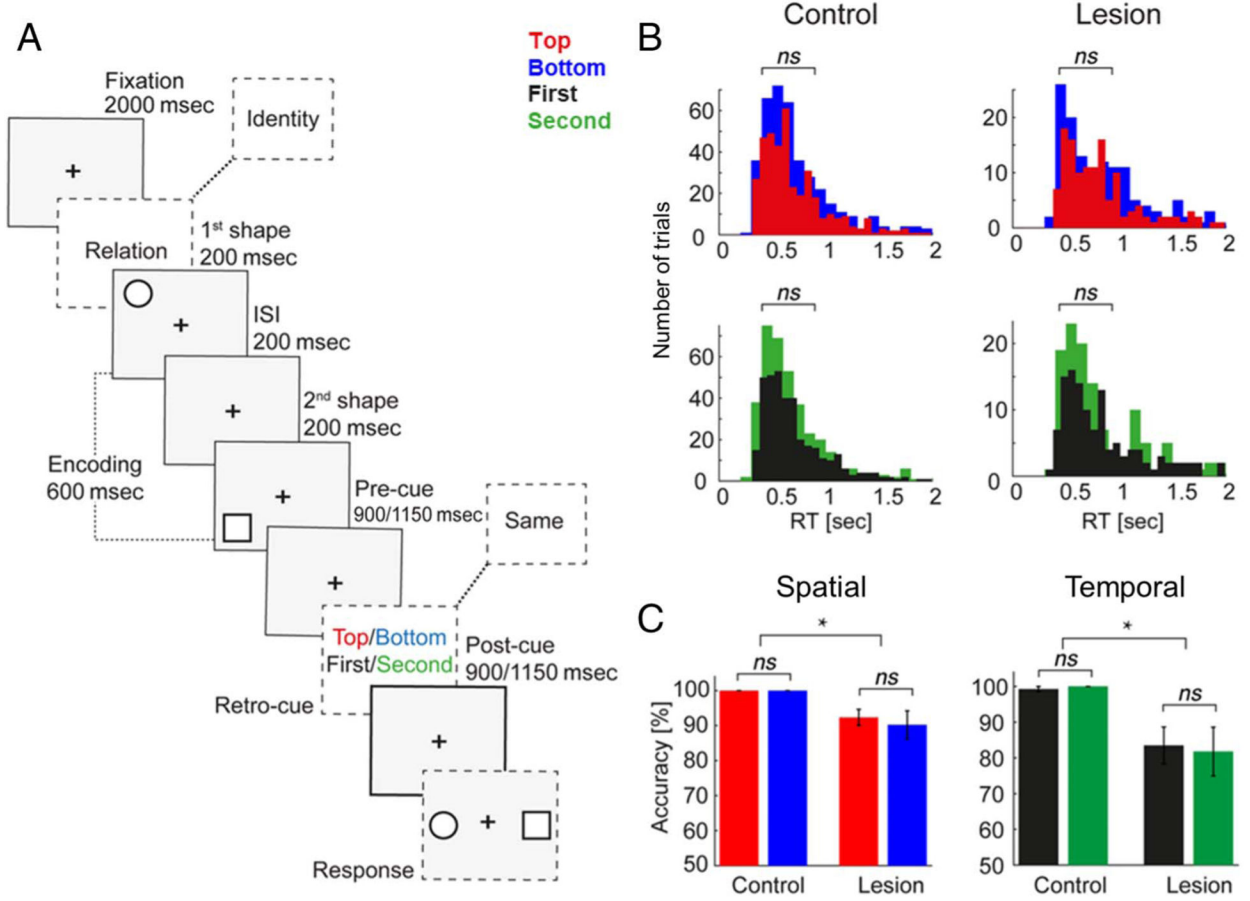 A
Fixation
2000 msec
Identity
Relation
1st shape
200 msec
ISI
200 msec
2nd shape
200 msec
Encoding
600 msec
Pre-cue
900/1150 msec
Same
Top/Bottom
First/Second
Post-cue
900/1150 msec
Retro-cue
Response
Top
Bottom
First
Second
B
Control
Lesion
Number of trials
ns
60
40
20
0
0 0.5 1 1.5 2
ns
20
10
0
0 0.5 1 1.5 2
ns
60
40
20
0
0 0.5 1 1.5 2
RT [sec]
ns
20
10
0
0 0.5 1 1.5 2
RT [sec]
C
Spatial
*
ns
ns
Accuracy [%]
100
90
80
70
60
50
Control
Lesion
Temporal
*
ns
ns
100
90
80
70
60
50
Control
Lesion